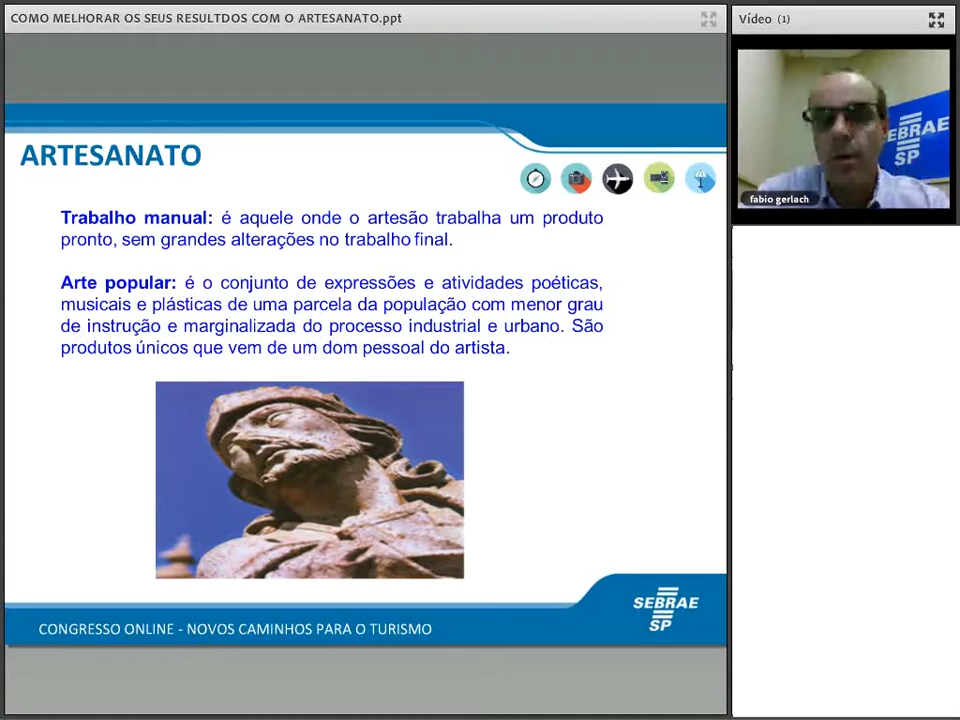 COMO MELHORAR OS SEUS RESULTDOS COM O ARTESANATO.ppt
Vídeo (1)
SEBRAE
SP
fabio gerlach
ARTESANATO
Trabalho manual: é aquele onde o artesão trabalha um produto
pronto, sem grandes alterações no trabalho final.
Arte popular: é o conjunto de expressões e atividades poéticas,
musicais e plásticas de uma parcela da população com menor grau
de instrução e marginalizada do processo industrial e urbano. São
produtos únicos que vem de um dom pessoal do artista.
SEBRAE
SP
CONGRESSO ONLINE - NOVOS CAMINHOS PARA O TURISMO